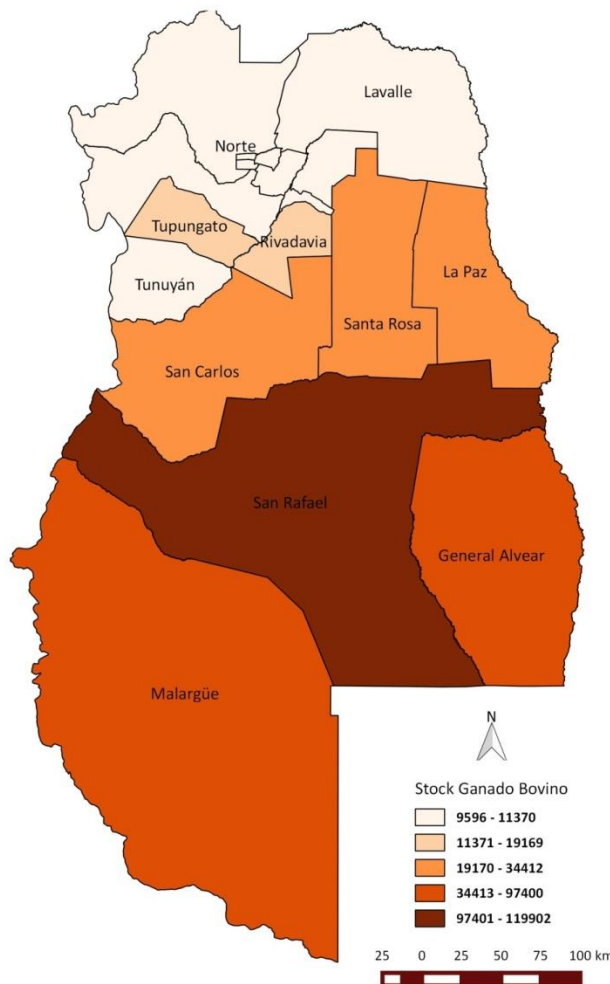 Lavalle
Norte
Tupungato
Rivadavia
Tunuyán
La Paz
Santa Rosa
San Carlos
San Rafael
General Alvear
Malargüe
N
Stock Ganado Bovino
9596 - 11370
11371 - 19169
19170 - 34412
34413 - 97400
97401 - 119902
25 0 25 50 75 100 km